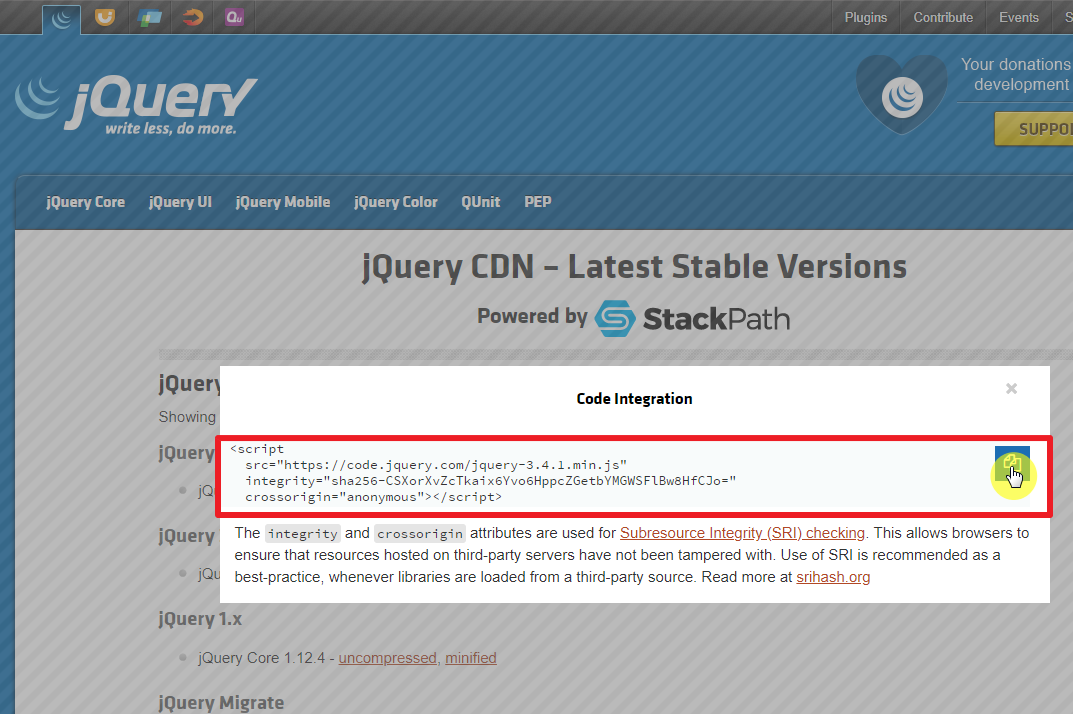 Plugins Contribute Events S
jQuery
write less, do more.
Your donations
development
SUPPO
jQuery Core jQuery UI jQuery Mobile jQuery Color QUnit PEP
jQuery CDN – Latest Stable Versions
Powered by StackPath
jQuery
Code Integration ×
Showing
jQuery
<script
src="https://code.jquery.com/jquery-3.4.1.min.js"
integrity="sha256-CSXorXvZcTkaix6Yvo6HppcZGetbYMGWSFlBw8HfCJo="
crossorigin="anonymous"></script>
jQ
jQuery
The integrity and crossorigin attributes are used for Subresource Integrity (SRI) checking. This allows browsers to
ensure that resources hosted on third-party servers have not been tampered with. Use of SRI is recommended as a
best-practice, whenever libraries are loaded from a third-party source. Read more at srihash.org
jQu
jQuery 1.x
jQuery Core 1.12.4 - uncompressed, minified
jQuery Migrate